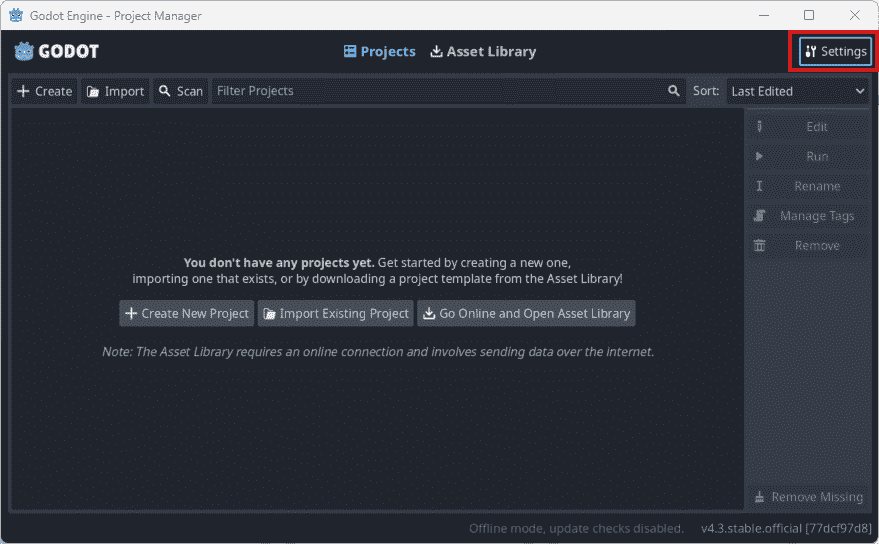 Godot Engine - Project Manager
GODOT
Projects
Asset Library
Settings
Create
Import
Scan
Filter Projects
Sort:
Last Edited
Edit
Run
Rename
Manage Tags
Remove
You don't have any projects yet. Get started by creating a new one,
importing one that exists, or by downloading a project template from the Asset Library!
Create New Project
Import Existing Project
Go Online and Open Asset Library
Note: The Asset Library requires an online connection and involves sending data over the internet.
Remove Missing
Offline mode, update checks disabled.
v4.3.stable.official [77dcf97d8]